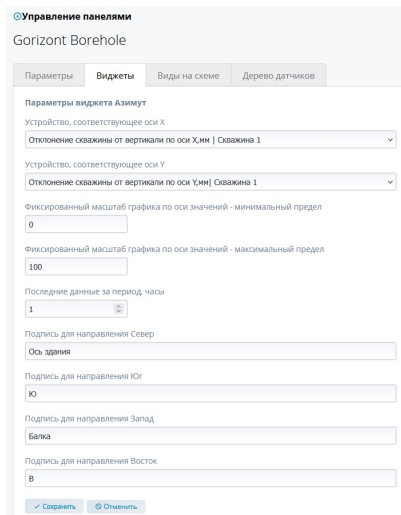 Управление панелями
Gorizont Borehole
Параметры Виджеты Виды на схеме Дерево датчиков
Параметры виджета Азимут
Устройство, соответствующее оси X
Отклонение скважины от вертикали по оси X,мм | Скважина 1
Устройство, соответствующее оси Y
Отклонение скважины от вертикали по оси Y,мм| Скважина 1
Фиксированный масштаб графика по оси значений - минимальный предел
0
Фиксированный масштаб графика по оси значений - максимальный предел
100
Последние данные за период, часы
1
Подпись для направления Север
Ось здания
Подпись для направления Юг
Ю
Подпись для направления Запад
Балка
Подпись для направления Восток
В
Сохранить Отменить